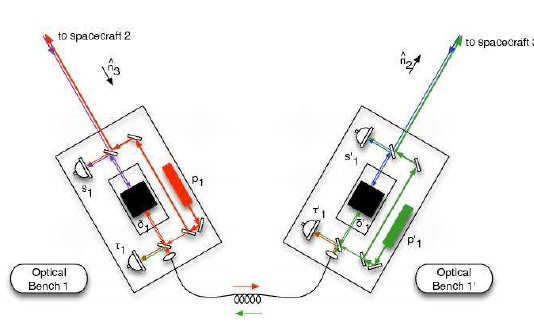 to spacecraft 2
to spacecraft 3
n̂3
n̂2
s1
s'1
p1
δ1
δ'1
τ1
τ'1
p'1
Optical
Bench 1
Optical
Bench 1'